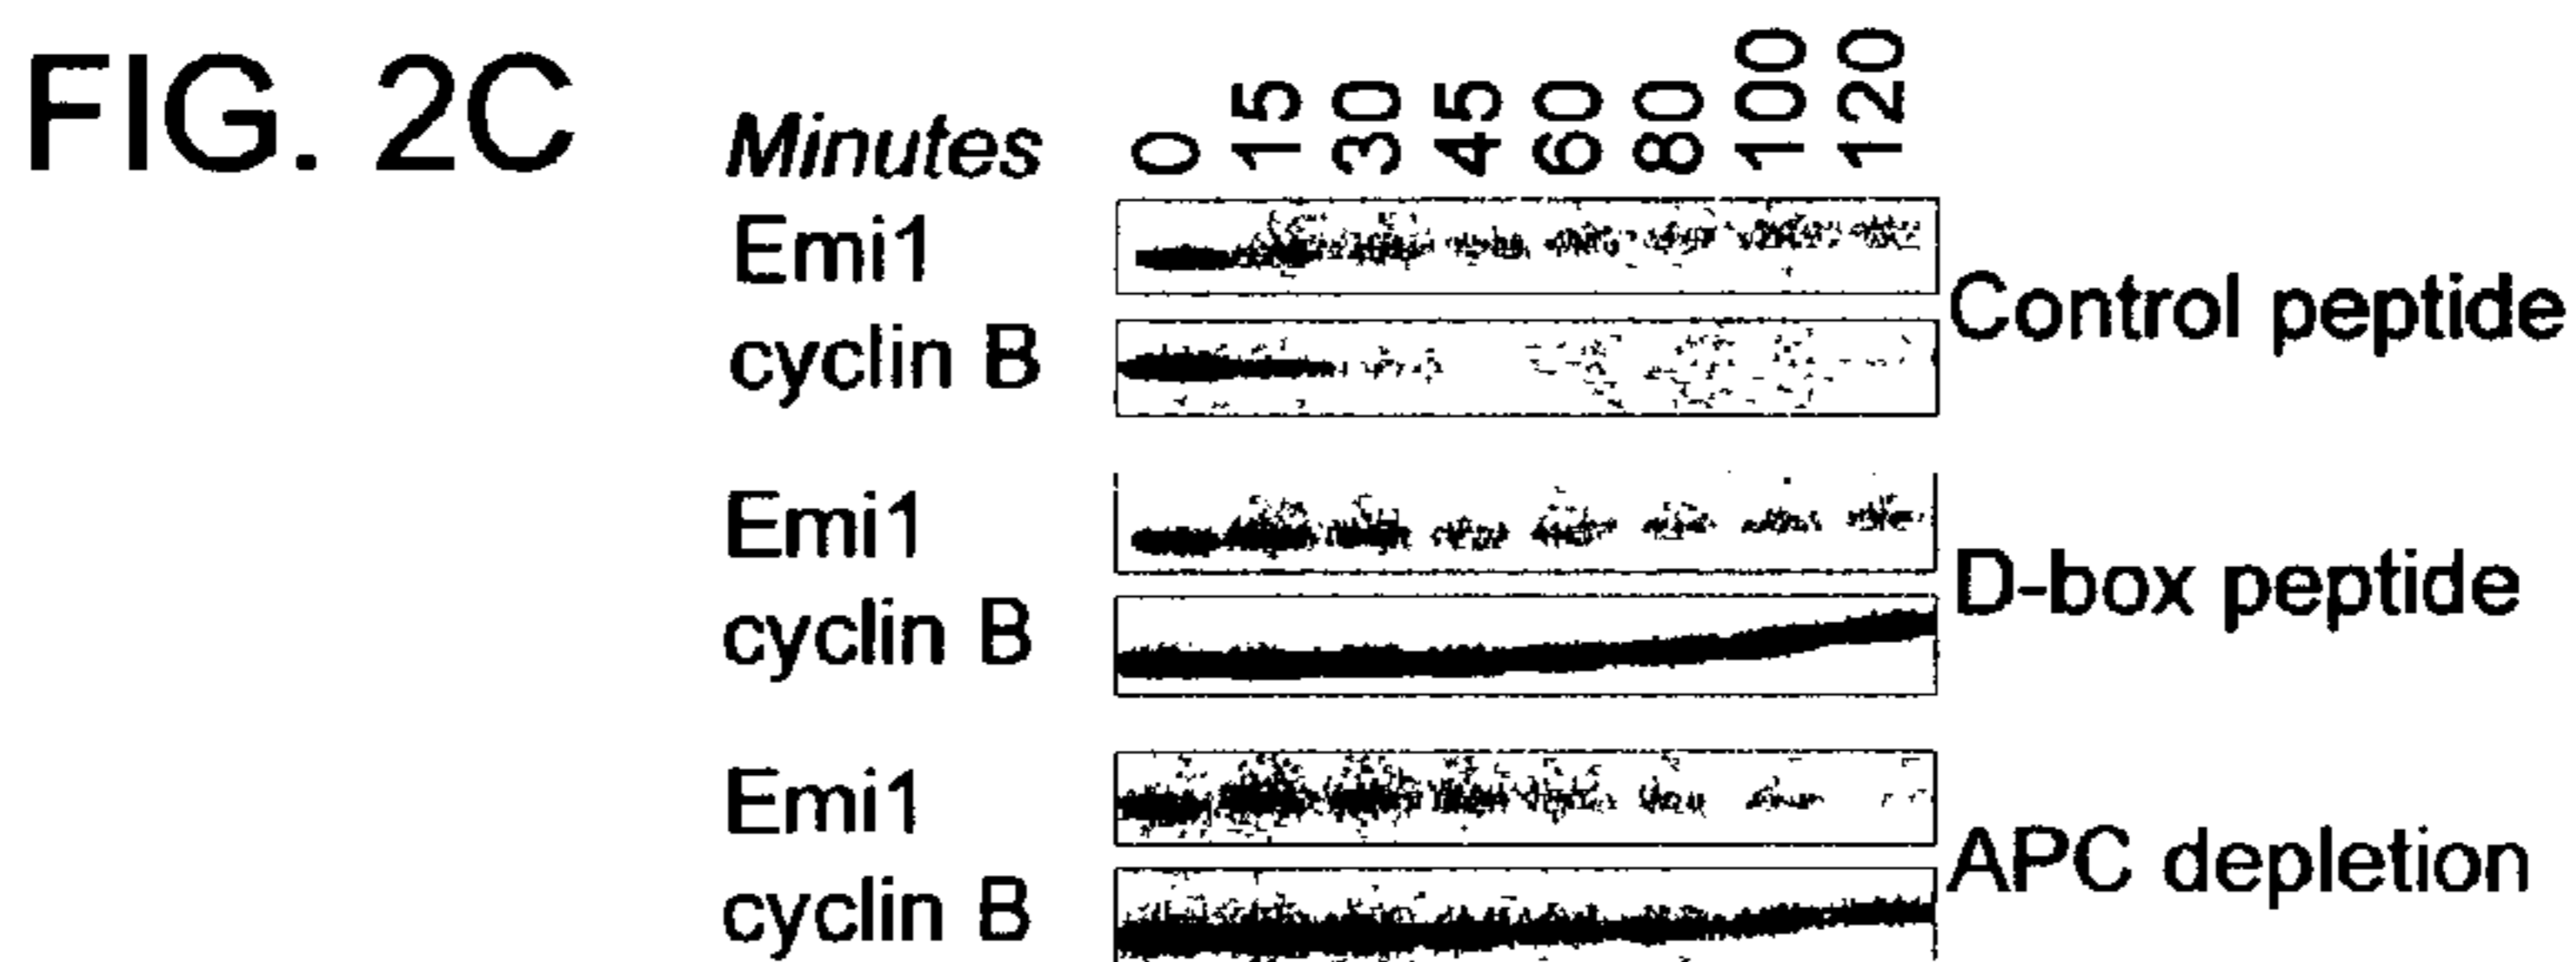 FIG. 2C
Minutes 0 15 30 45 60 80 100 120
Emi1
cyclin B
Control peptide
Emi1
cyclin B
D-box peptide
Emi1
cyclin B
APC depletion